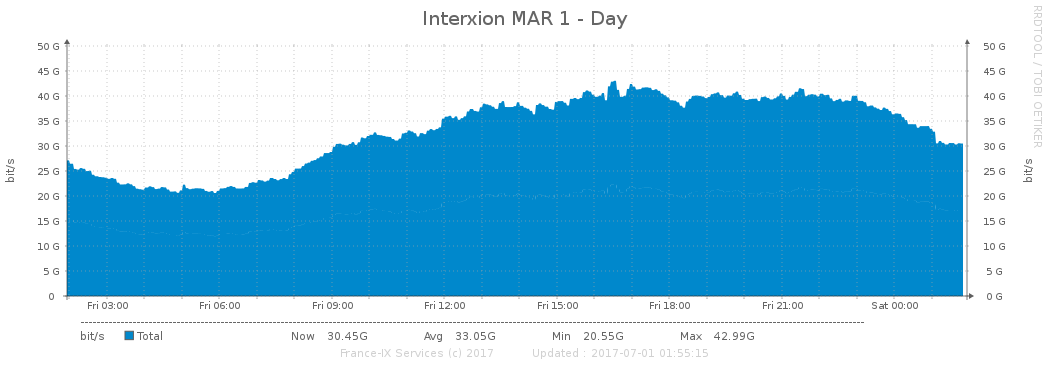 Interxion MAR 1 - Day
RRDTOOL / TOBI OETIKER
50 G 50 G
45 G 45 G
40 G 40 G
35 G 35 G
30 G 30 G
25 G 25 G
20 G 20 G
15 G 15 G
10 G 10 G
5 G 5 G
0 0 G
bit/s bit/s
Fri 03:00 Fri 06:00 Fri 09:00 Fri 12:00 Fri 15:00 Fri 18:00 Fri 21:00 Sat 00:00
bit/s Total Now 30.45G Avg 33.05G Min 20.55G Max 42.99G
France-IX Services (c) 2017 Updated : 2017-07-01 01:55:15